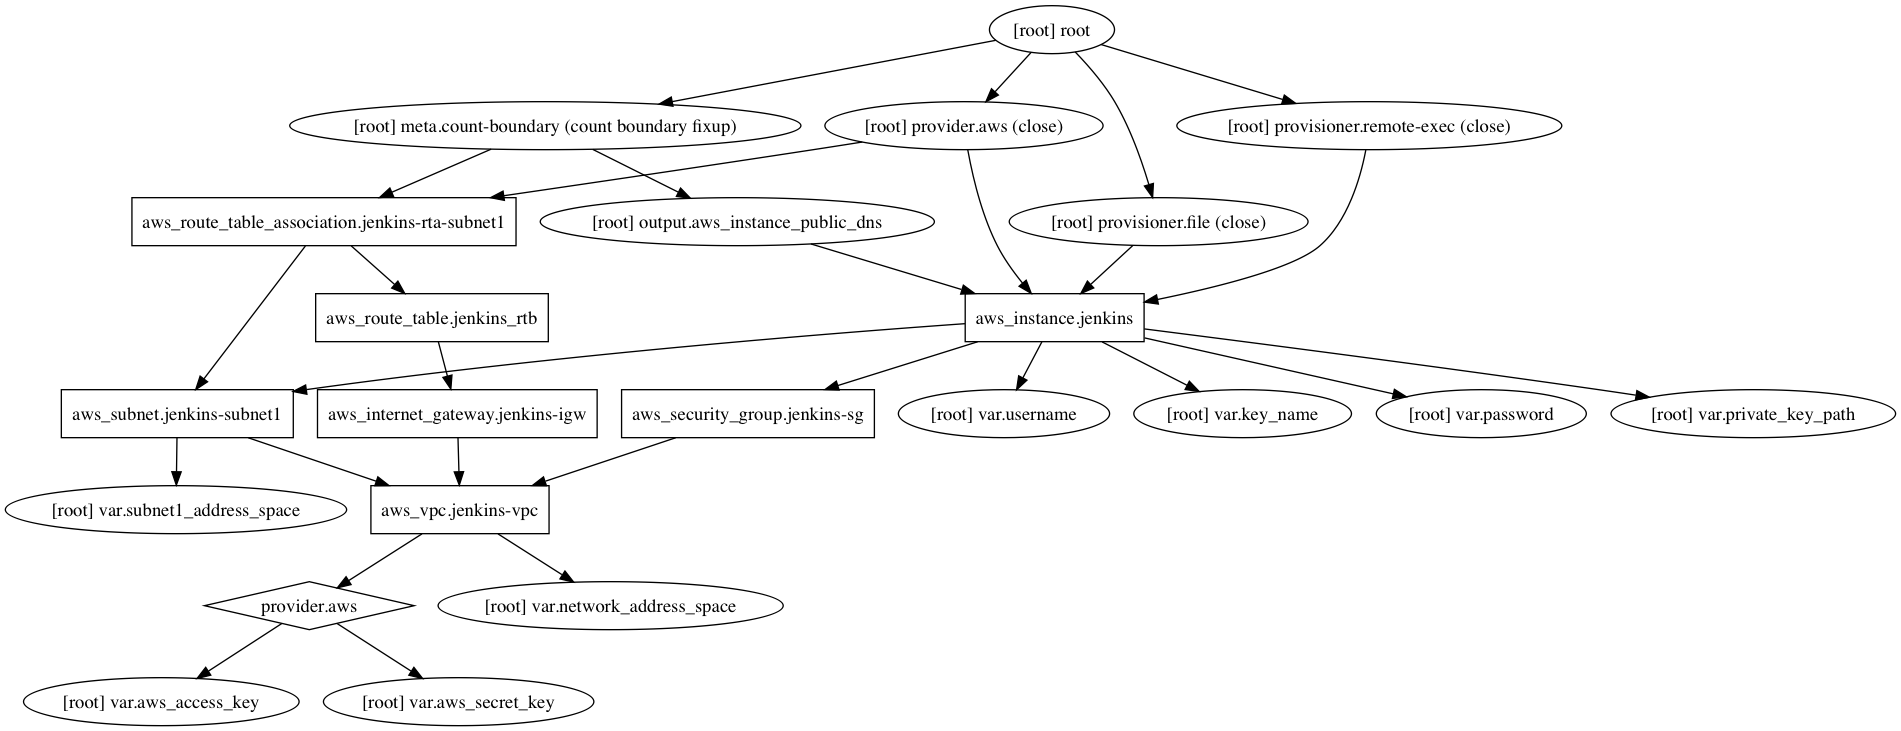 [root] root
[root] meta.count-boundary (count boundary fixup)
[root] provider.aws (close)
[root] provisioner.remote-exec (close)
aws_route_table_association.jenkins-rta-subnet1
[root] output.aws_instance_public_dns
[root] provisioner.file (close)
aws_route_table.jenkins_rtb
aws_instance.jenkins
aws_subnet.jenkins-subnet1
aws_internet_gateway.jenkins-igw
aws_security_group.jenkins-sg
[root] var.username
[root] var.key_name
[root] var.password
[root] var.private_key_path
[root] var.subnet1_address_space
aws_vpc.jenkins-vpc
provider.aws
[root] var.network_address_space
[root] var.aws_access_key
[root] var.aws_secret_key